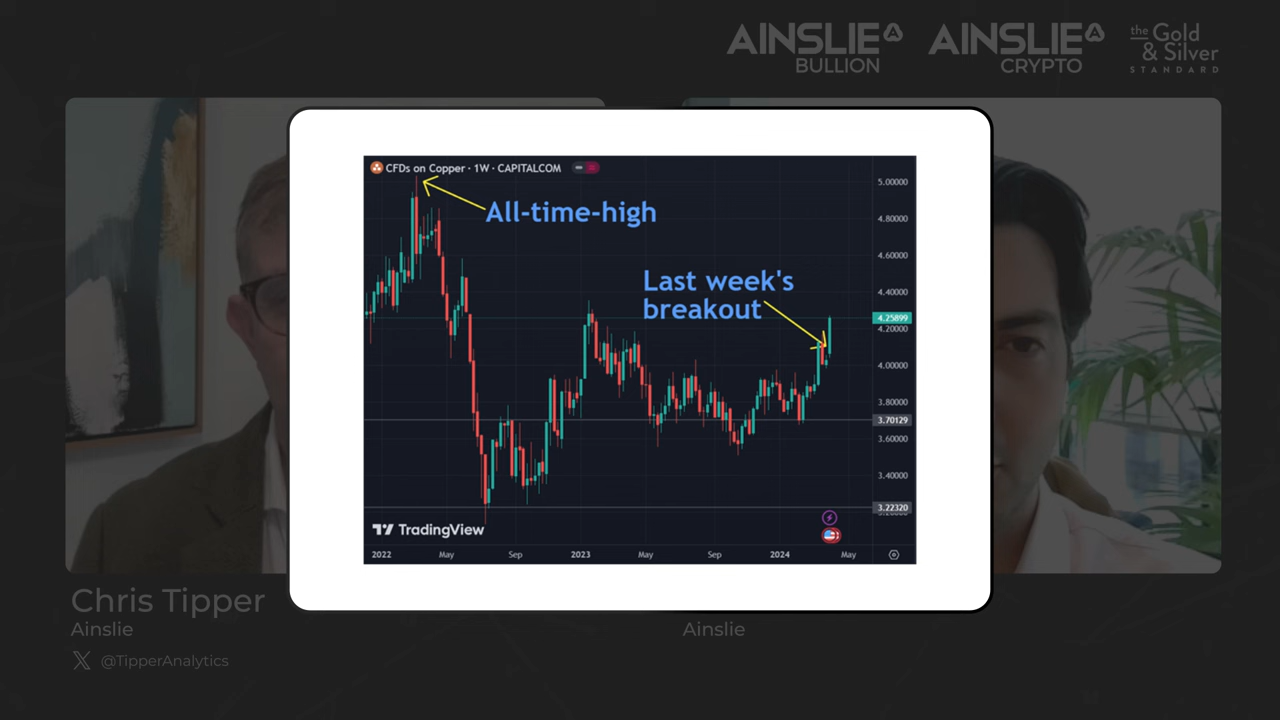 AINSLIE
BULLION
AINSLIE
CRYPTO
the Gold
& Silver
STANDARD
CFDs on Copper · 1W · CAPITALCOM
All-time-high
Last week's
breakout
5.00000
4.80000
4.60000
4.40000
4.25899
4.20000
4.00000
3.80000
3.70129
3.60000
3.40000
3.22320
TradingView
2022 May Sep 2023 May Sep 2024 May
Chris Tipper
Ainslie
@TipperAnalytics
Ainslie